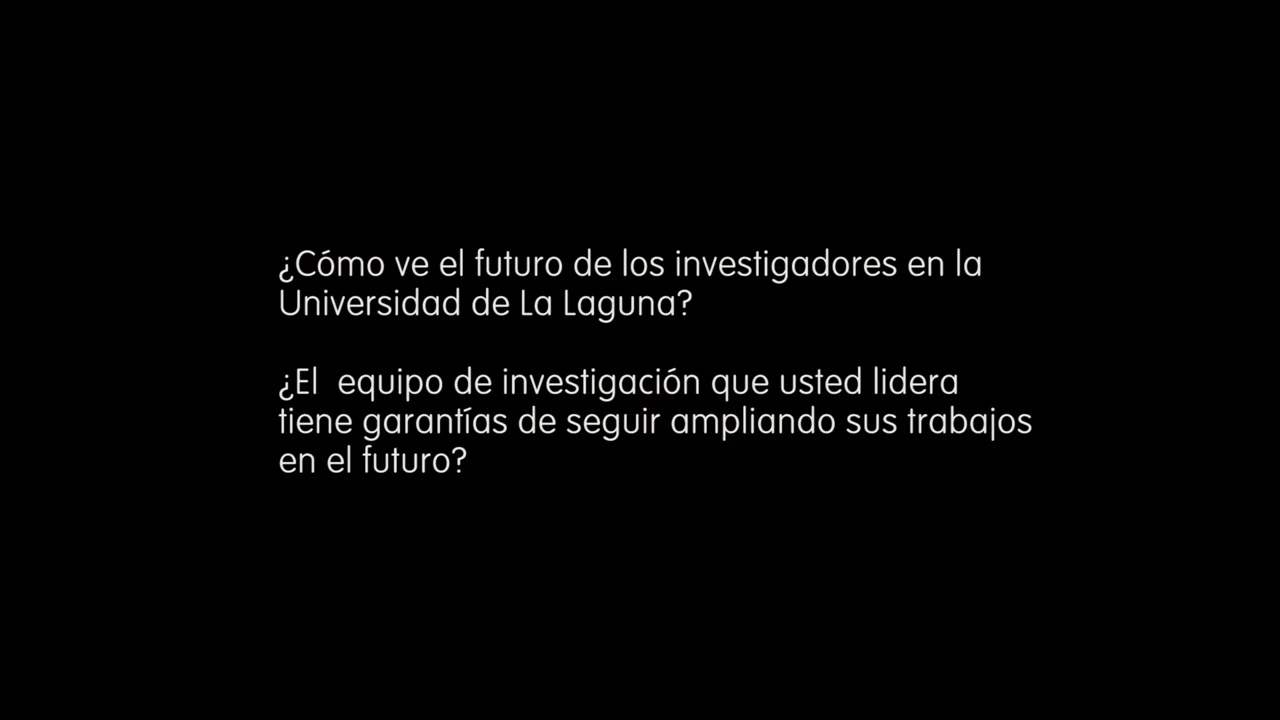 ¿Cómo ve el futuro de los investigadores en la
Universidad de La Laguna?
¿El  equipo de investigación que usted lidera
tiene garantías de seguir ampliando sus trabajos
en el futuro?